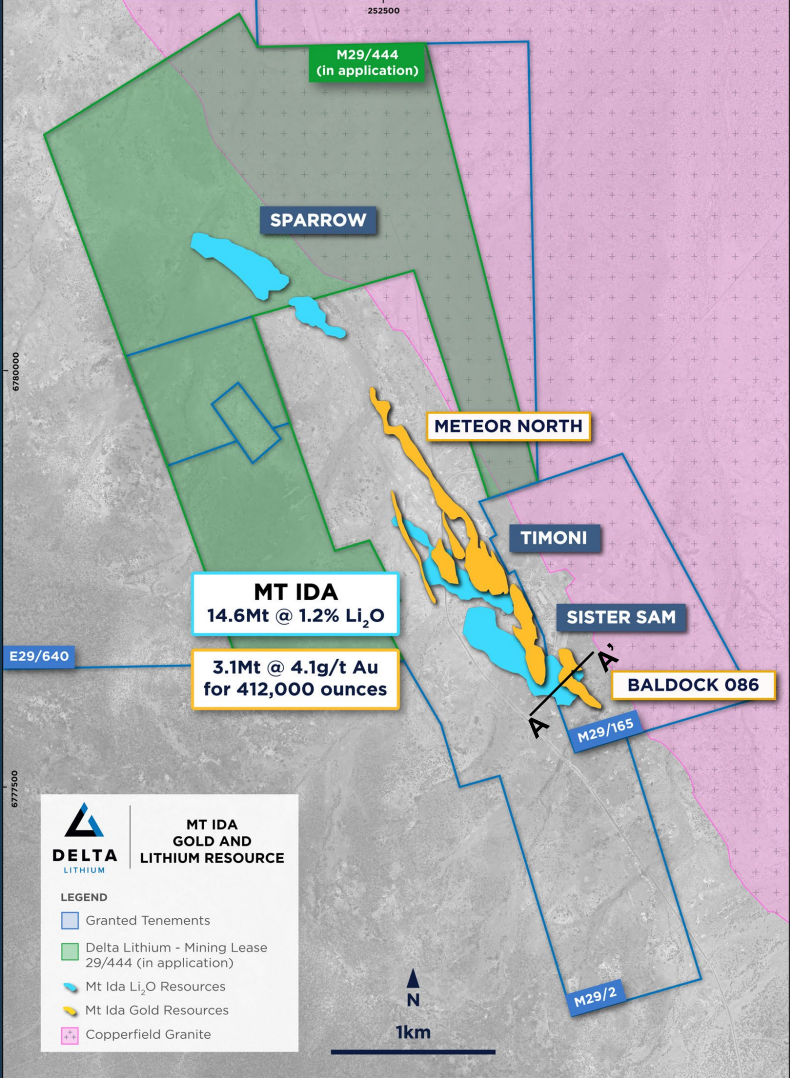 252500
M29/444
(in application)
SPARROW
6780000
METEOR NORTH
TIMONI
MT IDA
14.6Mt @ 1.2% Li₂O
SISTER SAM
E29/640
3.1Mt @ 4.1g/t Au
for 412,000 ounces
A'
BALDOCK 086
A
M29/165
6777500
DELTA
LITHIUM
MT IDA
GOLD AND
LITHIUM RESOURCE
LEGEND
Granted Tenements
Delta Lithium - Mining Lease
29/444 (in application)
Mt Ida Li₂O Resources
Mt Ida Gold Resources
Copperfield Granite
N
1km
M29/2